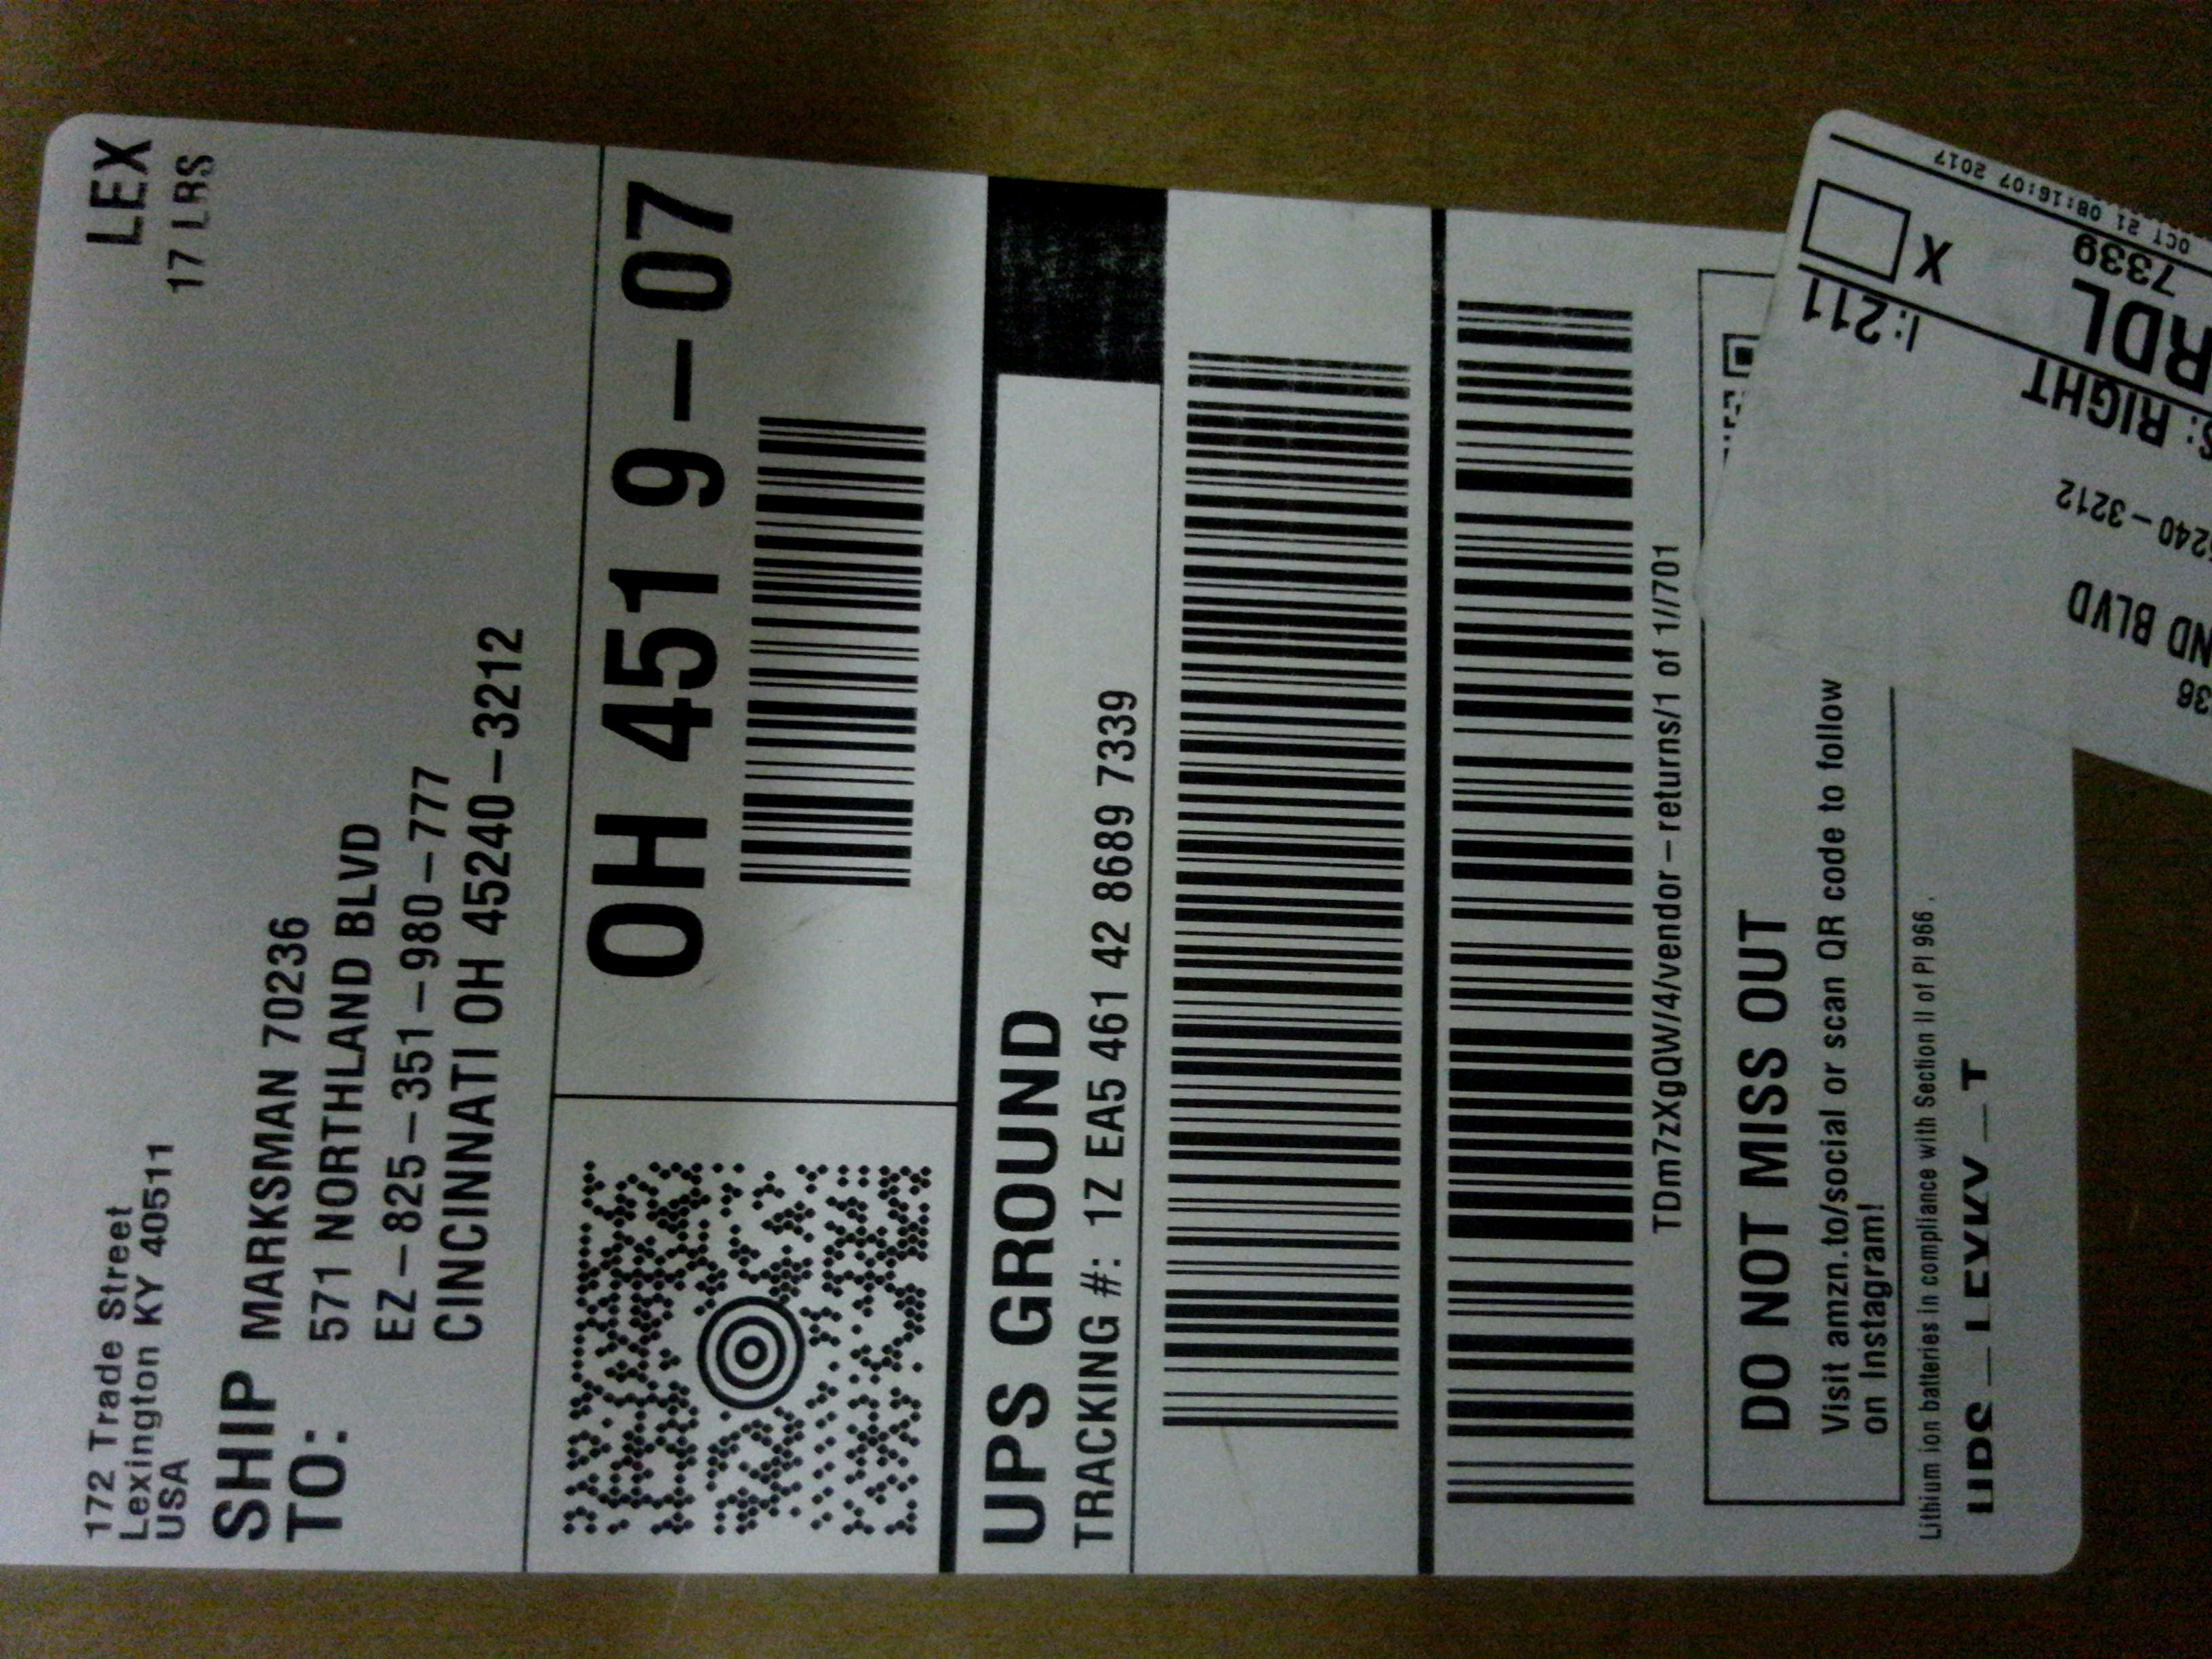 172 Trade Street
Lexington KY 40511
USA
LEX
17 LBS
SHIP TO:
MARKSMAN 70236
571 NORTHLAND BLVD
EZ-825-351-980-777
CINCINNATI OH 45240-3212
OH 451 9-07
UPS GROUND
TRACKING #: 1Z EA5 461 42 8689 7339
TDm7zXgQW/4/vendor-returns/1 of 1//701
DO NOT MISS OUT
Visit amzn.to/social or scan QR code to follow
on Instagram!
Lithium ion batteries in compliance with Section II of PI 966.
36
ND BLVD
5240-3212
S: RIGHT
I:211
RDL
7339
X
OCT 21 08:16:07 2017